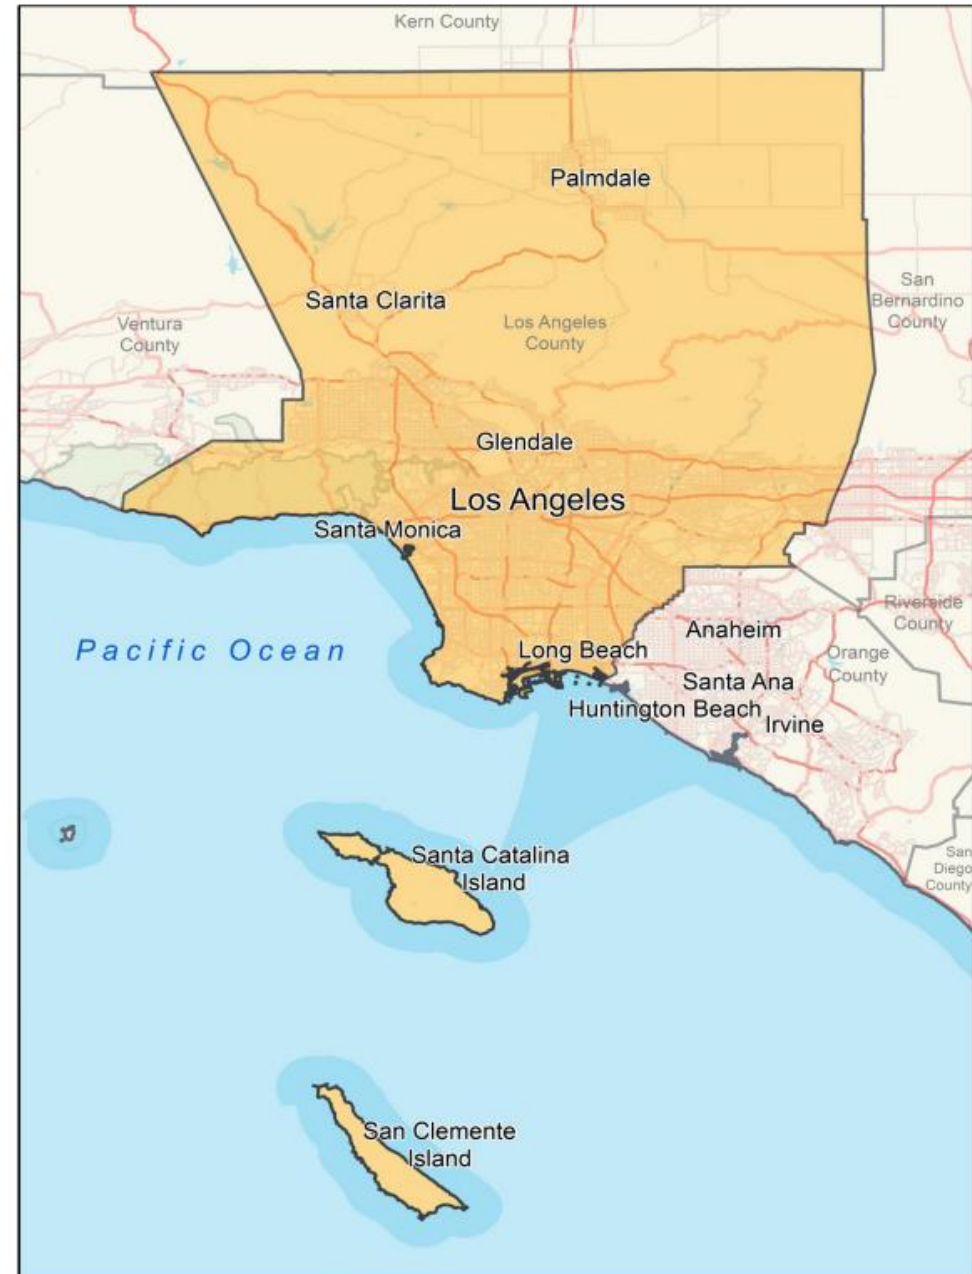 Kern County
Palmdale
San
Bernardino
County
Santa Clarita
Ventura
County
Los Angeles
County
Glendale
Los Angeles
Santa Monica
Riverside
County
Anaheim
Pacific Ocean
Long Beach
Orange
County
Santa Ana
Huntington Beach
Irvine
Santa Catalina
Island
San
Diego
County
San Clemente
Island